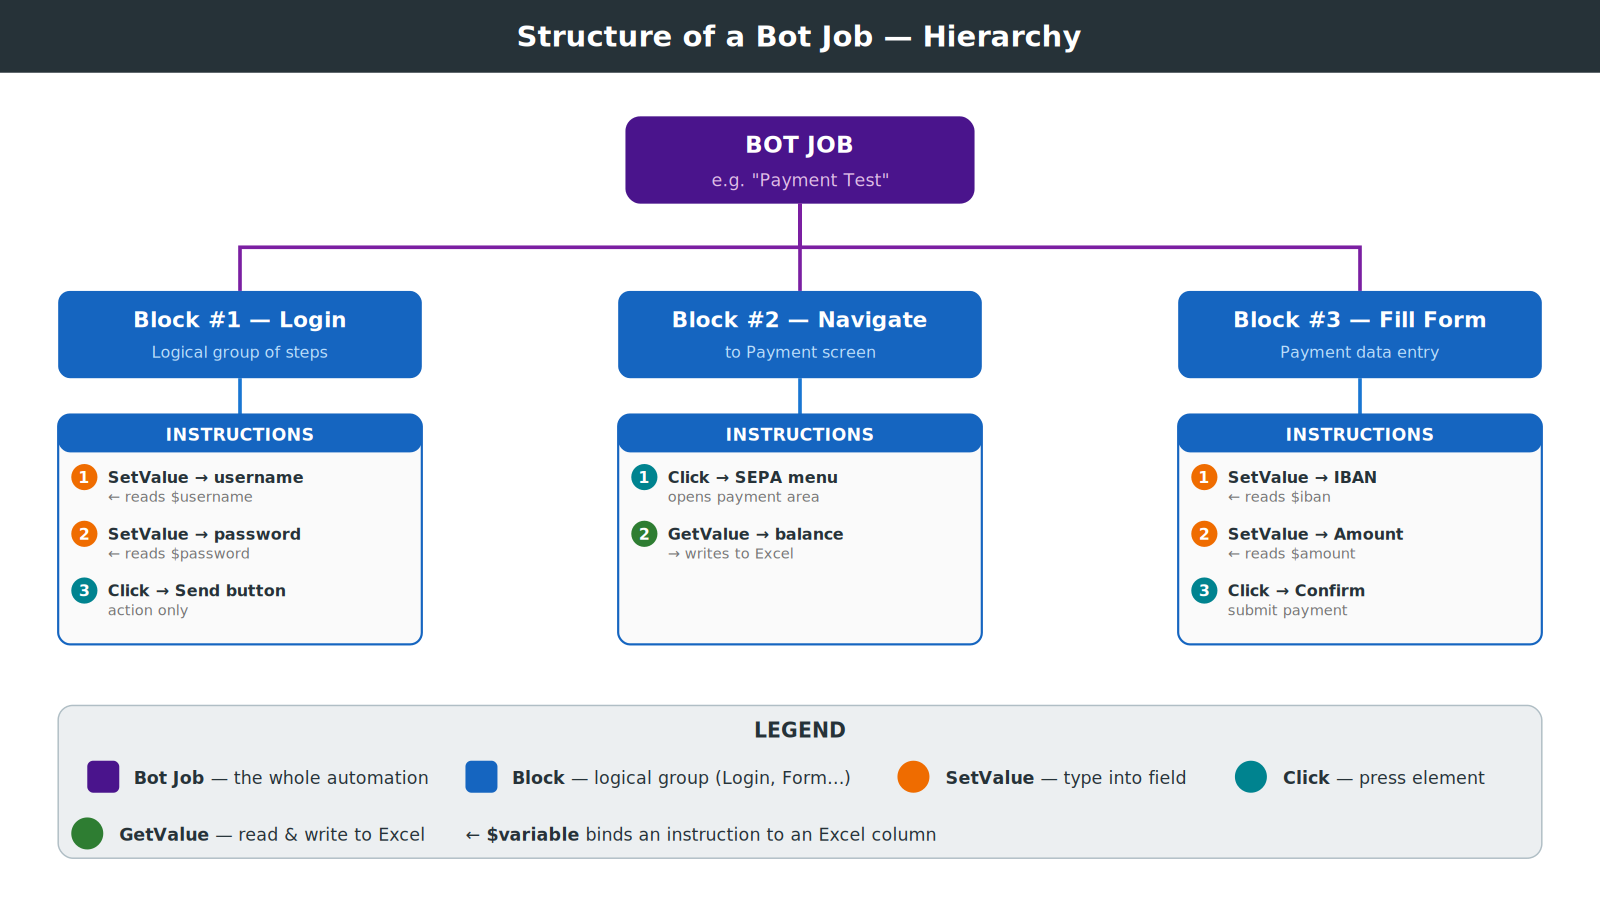 Structure of a Bot Job — Hierarchy
BOT JOB
e.g. "Payment Test"
Block #1 — Login
Logical group of steps
Block #2 — Navigate
to Payment screen
Block #3 — Fill Form
Payment data entry
INSTRUCTIONS
1 SetValue → username
← reads $username
2 SetValue → password
← reads $password
3 Click → Send button
action only
INSTRUCTIONS
1 Click → SEPA menu
opens payment area
2 GetValue → balance
→ writes to Excel
INSTRUCTIONS
1 SetValue → IBAN
← reads $iban
2 SetValue → Amount
← reads $amount
3 Click → Confirm
submit payment
LEGEND
Bot Job — the whole automation
Block — logical group (Login, Form...)
SetValue — type into field
Click — press element
GetValue — read & write to Excel
← $variable binds an instruction to an Excel column